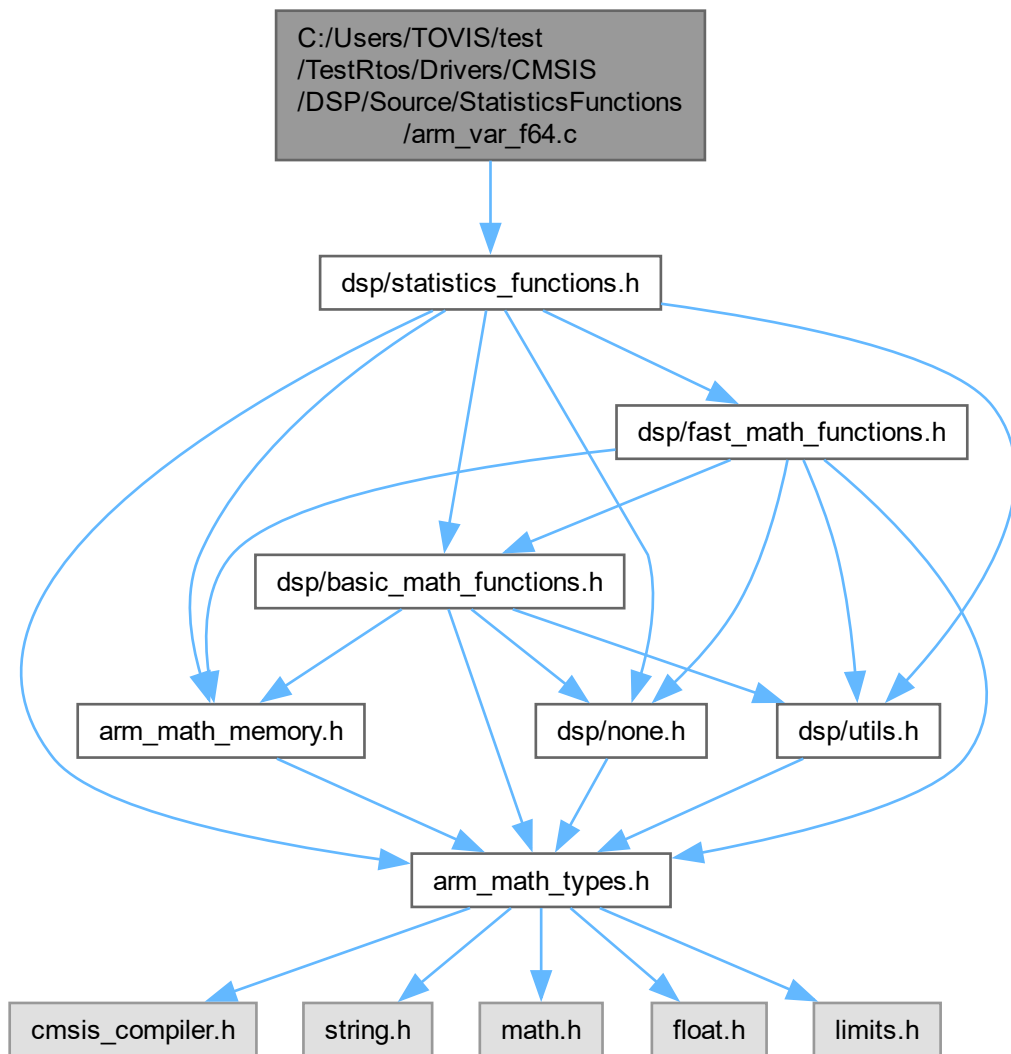 C:/Users/TOVIS/test
/TestRtos/Drivers/CMSIS
/DSP/Source/StatisticsFunctions
/arm_var_f64.c
dsp/statistics_functions.h
dsp/fast_math_functions.h
dsp/basic_math_functions.h
arm_math_memory.h
dsp/none.h
dsp/utils.h
arm_math_types.h
cmsis_compiler.h
string.h
math.h
float.h
limits.h